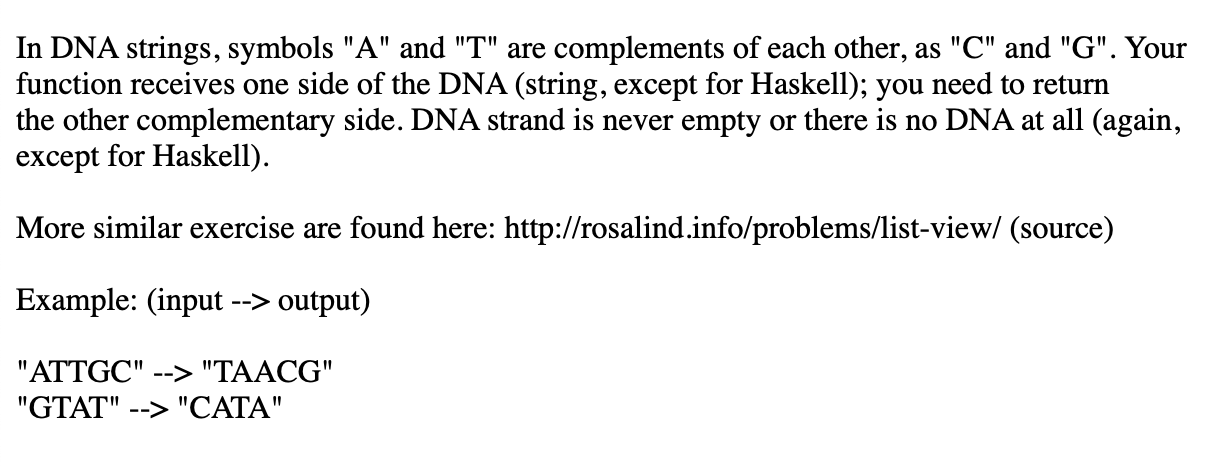 In DNA strings, symbols "A" and "T" are complements of each other, as "C" and "G". Your
function receives one side of the DNA (string, except for Haskell); you need to return
the other complementary side. DNA strand is never empty or there is no DNA at all (again,
except for Haskell).
More similar exercise are found here: http://rosalind.info/problems/list-view/ (source)
Example: (input --> output)
"ATTGC" --> "TAACG"
"GTAT" --> "CATA"